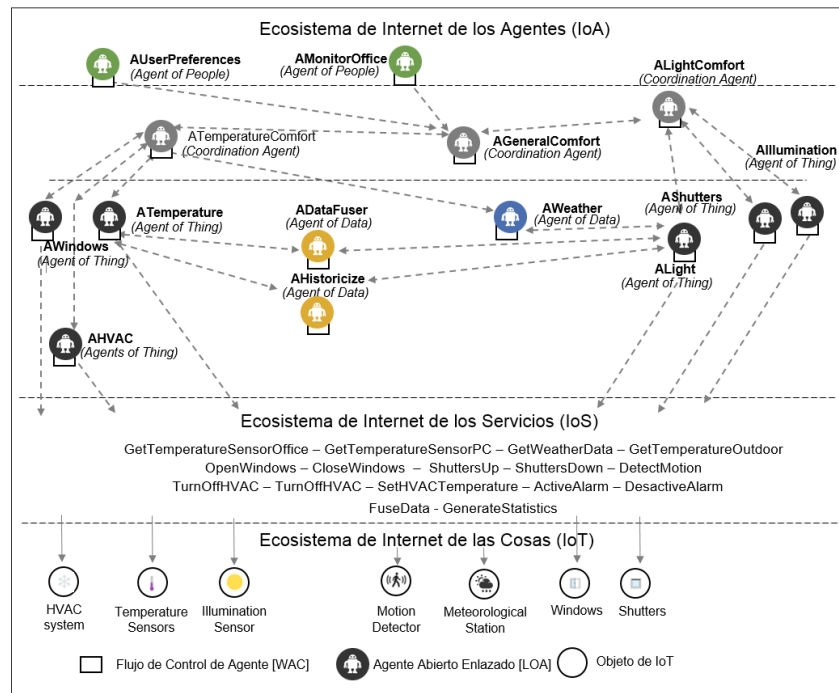 Ecosistema de Internet de los Agentes (IoA)
AUserPreferences
(Agent of People)
AMonitorOffice
(Agent of People)
ALightComfort
(Coordination Agent)
ATemperatureComfort
(Coordination Agent)
AGeneralComfort
(Coordination Agent)
AIllumination
(Agent of Thing)
ATemperature
(Agent of Thing)
ADataFuser
(Agent of Data)
AWeather
(Agent of Data)
AShutters
(Agent of Thing)
AWindows
(Agent of Thing)
AHistoricize
(Agent of Data)
ALight
(Agent of Thing)
AHVAC
(Agents of Thing)
Ecosistema de Internet de los Servicios (IoS)
GetTemperatureSensorOffice – GetTemperatureSensorPC – GetWeatherData – GetTemperatureOutdoor
OpenWindows – CloseWindows – ShuttersUp – ShuttersDown – DetectMotion
TurnOffHVAC – TurnOffHVAC – SetHVACTemperature – ActiveAlarm – DesactiveAlarm
FuseData - GenerateStatistics
Ecosistema de Internet de las Cosas (IoT)
HVAC
system
Temperature
Sensors
Illumination
Sensor
Motion
Detector
Meteorological
Station
Windows
Shutters
Flujo de Control de Agente [WAC]
Agente Abierto Enlazado [LOA]
Objeto de IoT